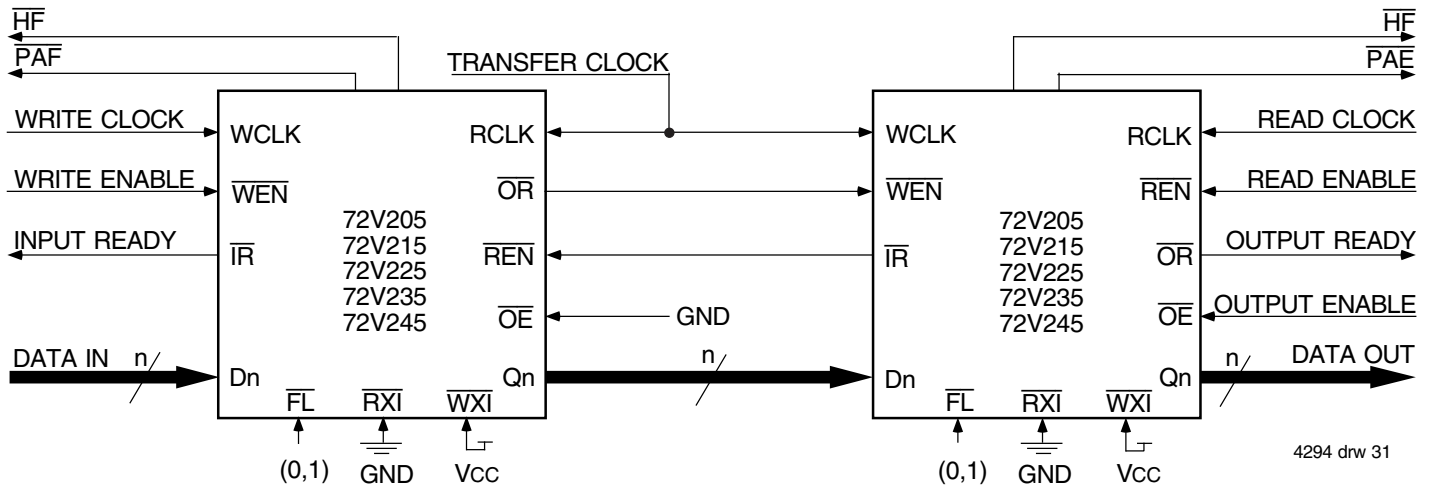 HF HF
PAF TRANSFER CLOCK PAE
WRITE CLOCK WCLK RCLK WCLK RCLK READ CLOCK
WRITE ENABLE WEN OR WEN REN READ ENABLE
INPUT READY IR REN IR OR OUTPUT READY
72V205 72V205
72V215 72V215
72V225 72V225
72V235 72V235
72V245 72V245
OE GND OE OUTPUT ENABLE
DATA IN n Dn Qn n Dn Qn n DATA OUT
FL RXI WXI FL RXI WXI
(0,1) GND VCC (0,1) GND VCC
4294 drw 31